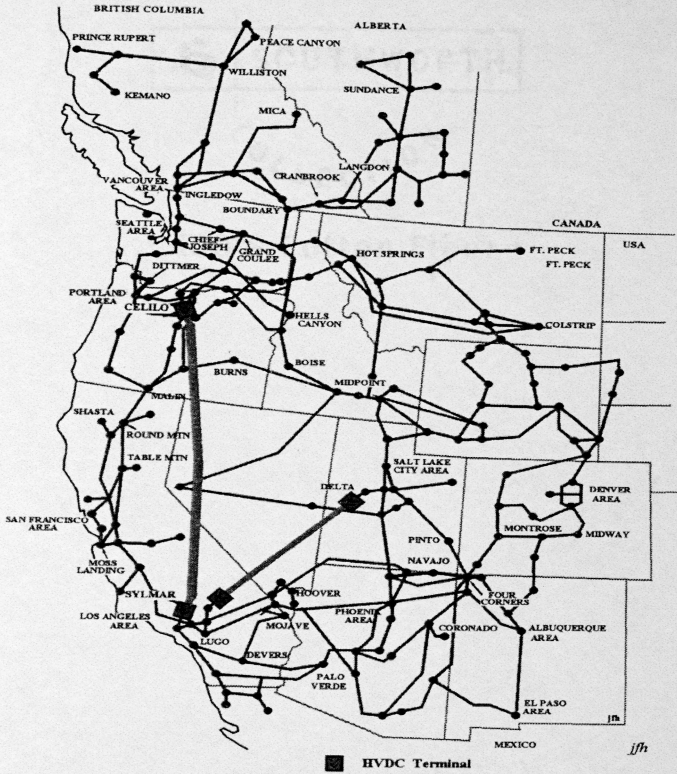 BRITISH COLUMBIA
ALBERTA
PRINCE RUPERT
PEACE CANYON
WILLISTON
KEMANO
SUNDANCE
MICA
LANGDON
CRANBROOK
VANCOUVER
AREA
INGLEDOW
BOUNDARY
SEATTLE
AREA
CANADA
USA
CHIEF
JOSEPH
GRAND
COULEE
HOT SPRINGS
FT. PECK
FT. PECK
DITTMER
PORTLAND
AREA
CELILO
HELLS
CANYON
COLSTRIP
BURNS
BOISE
MIDPOINT
MALIN
SHASTA
ROUND MTN
TABLE MTN
SALT LAKE
CITY AREA
DELTA
DENVER
AREA
SAN FRANCISCO
AREA
PINTO
MONTROSE
MIDWAY
MOSS
LANDING
NAVAJO
SYLMAR
HOOVER
FOUR
CORNERS
LOS ANGELES
AREA
PHOENIX
AREA
MOJAVE
CORONADO
ALBUQUERQUE
AREA
LUGO
DEVERS
PALO
VERDE
EL PASO
AREA
jfh
MEXICO
jfh
HVDC Terminal